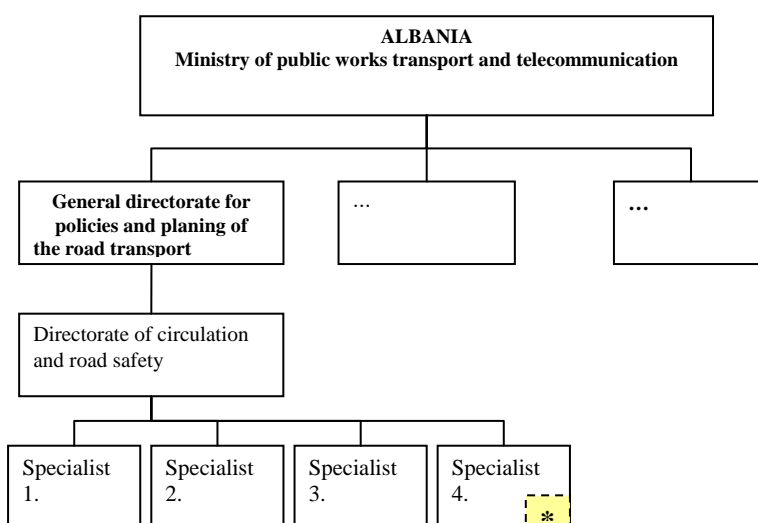 ALBANIA
Ministry of public works transport and telecommunication
General directorate for
policies and planing of
the road transport
...
...
Directorate of circulation
and road safety
Specialist
1.
Specialist
2.
Specialist
3.
Specialist
4.
*